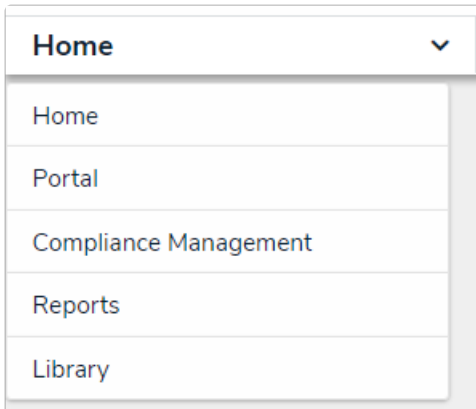 Home
Home
Portal
Compliance Management
Reports
Library